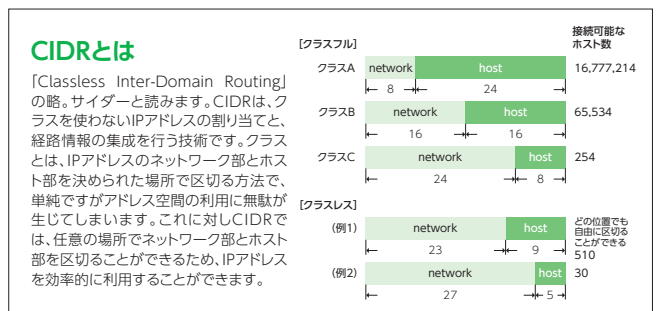 CIDRとは
「Classless Inter-Domain Routing」
の略。サイダーと読みます。CIDRは、ク
ラスを使わないIPアドレスの割り当てと、
経路情報の集成を行う技術です。クラス
とは、IPアドレスのネットワーク部とホス
ト部を決められた場所で区切る方法で、
単純ですがアドレス空間の利用に無駄が
生じてしまいます。これに対しCIDRで
は、任意の場所でネットワーク部とホスト
部を区切ることができるため、IPアドレス
を効率的に利用することができます。
[クラスフル]
接続可能な
ホスト数
クラスA network host 16,777,214
8 24
クラスB network host 65,534
16 16
クラスC network host 254
24 8
[クラスレス]
(例1) network host
どの位置でも
自由に区切る
ことができる
510
23 9
(例2) network host 30
27 5